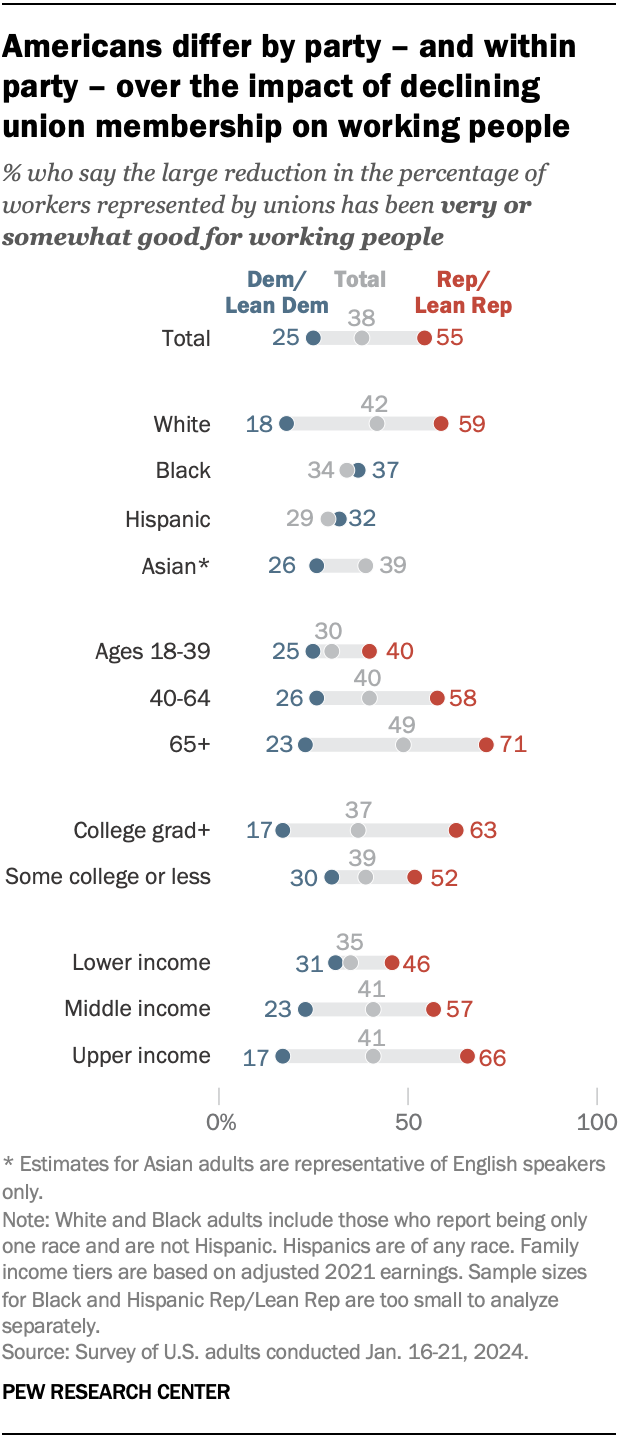 Americans differ by party – and within
party – over the impact of declining
union membership on working people
% who say the large reduction in the percentage of
workers represented by unions has been very or
somewhat good for working people
Dem/ Total Rep/
Lean Dem Lean Rep
38
Total 25 55
42
White 18 59
Black 34 37
Hispanic 29 32
Asian* 26 39
30
Ages 18-39 25 40
40
40-64 26 58
49
65+ 23 71
37
College grad+ 17 63
39
Some college or less 30 52
35
Lower income 31 46
41
Middle income 23 57
41
Upper income 17 66
0% 50 100
* Estimates for Asian adults are representative of English speakers
only.
Note: White and Black adults include those who report being only
one race and are not Hispanic. Hispanics are of any race. Family
income tiers are based on adjusted 2021 earnings. Sample sizes
for Black and Hispanic Rep/Lean Rep are too small to analyze
separately.
Source: Survey of U.S. adults conducted Jan. 16-21, 2024.
PEW RESEARCH CENTER